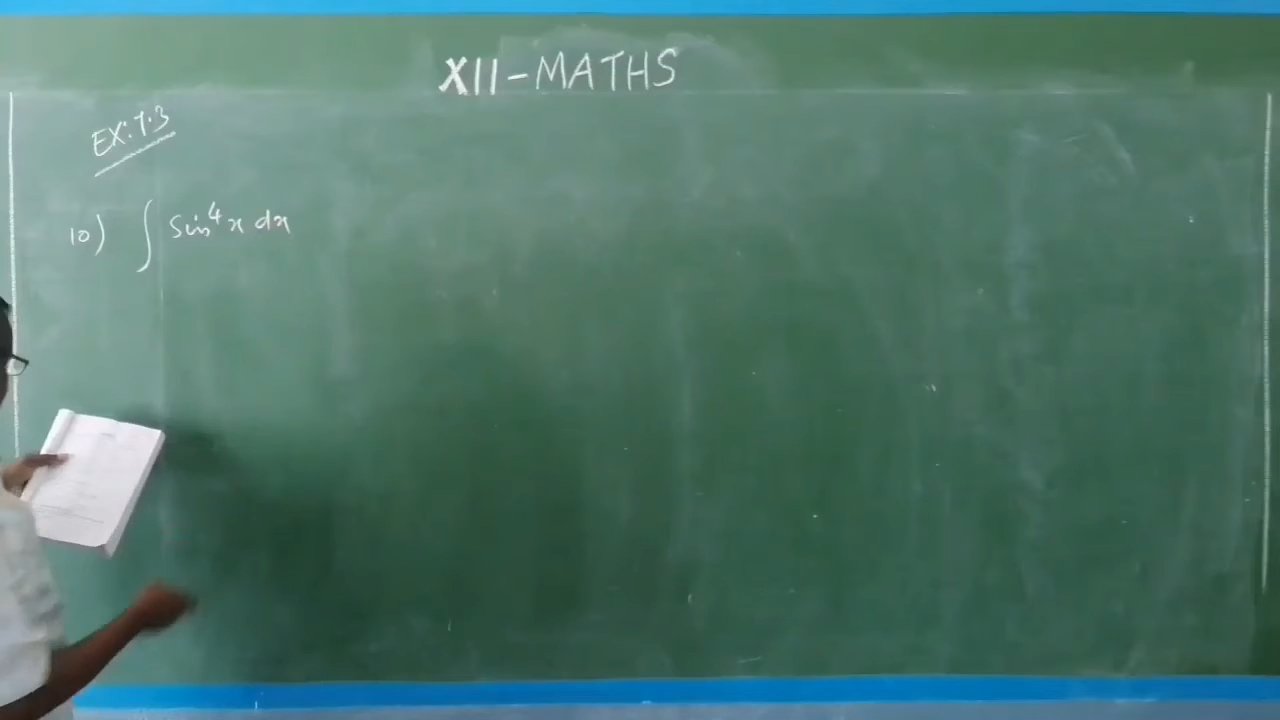 XII - MATHS
EX: 7.3
10) ∫ Sin⁴x dx